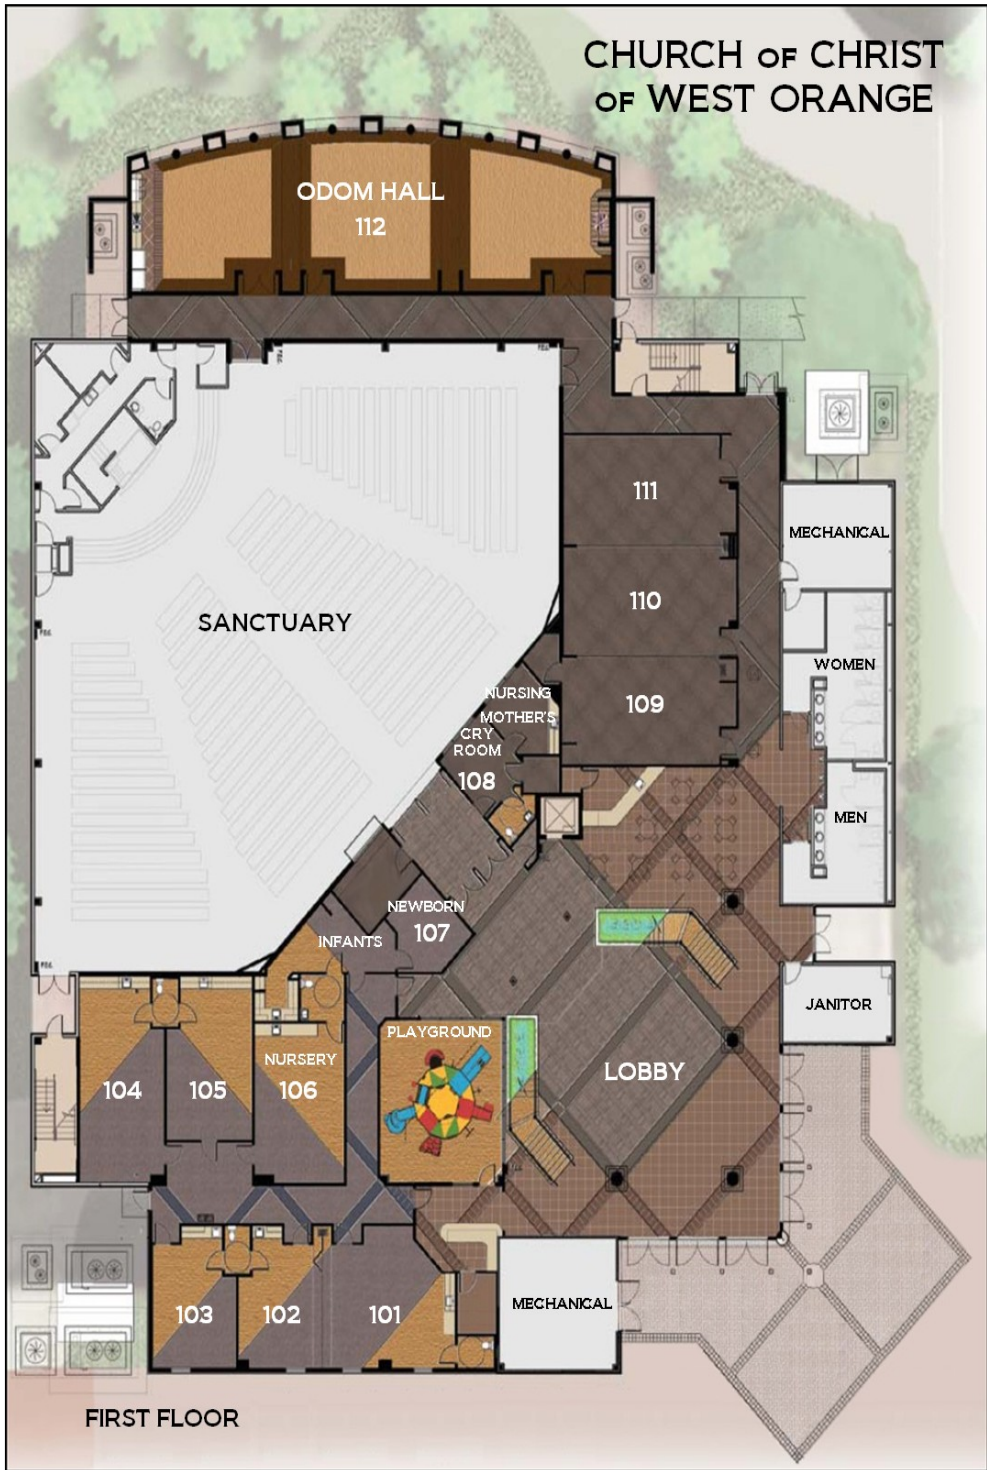 CHURCH OF CHRIST
OF WEST ORANGE
ODOM HALL
112
111
MECHANICAL
110
SANCTUARY
WOMEN
NURSING
MOTHER'S
109
CRY
ROOM
108
MEN
NEWBORN
107
INFANTS
JANITOR
PLAYGROUND
NURSERY
106
LOBBY
104
105
103
102
101
MECHANICAL
FIRST FLOOR